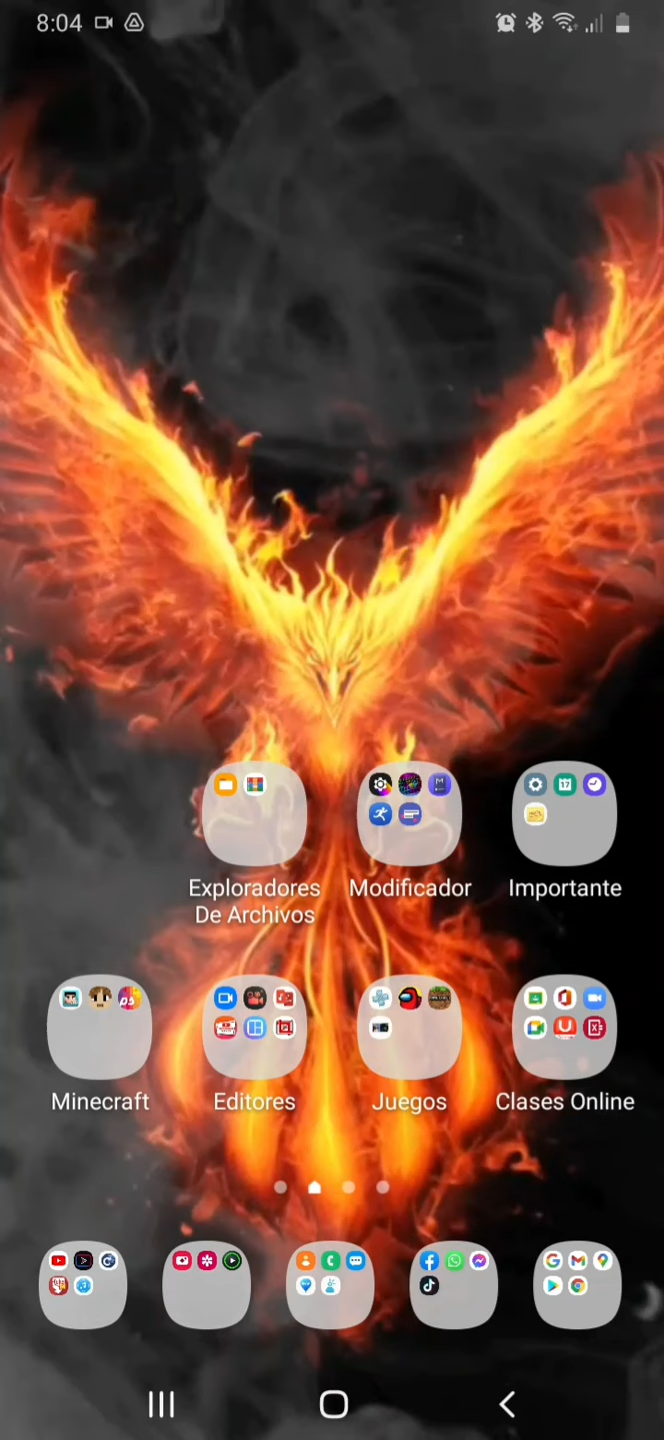 8:04
Exploradores
De Archivos
Modificador
Importante
Minecraft
Editores
Juegos
Clases Online